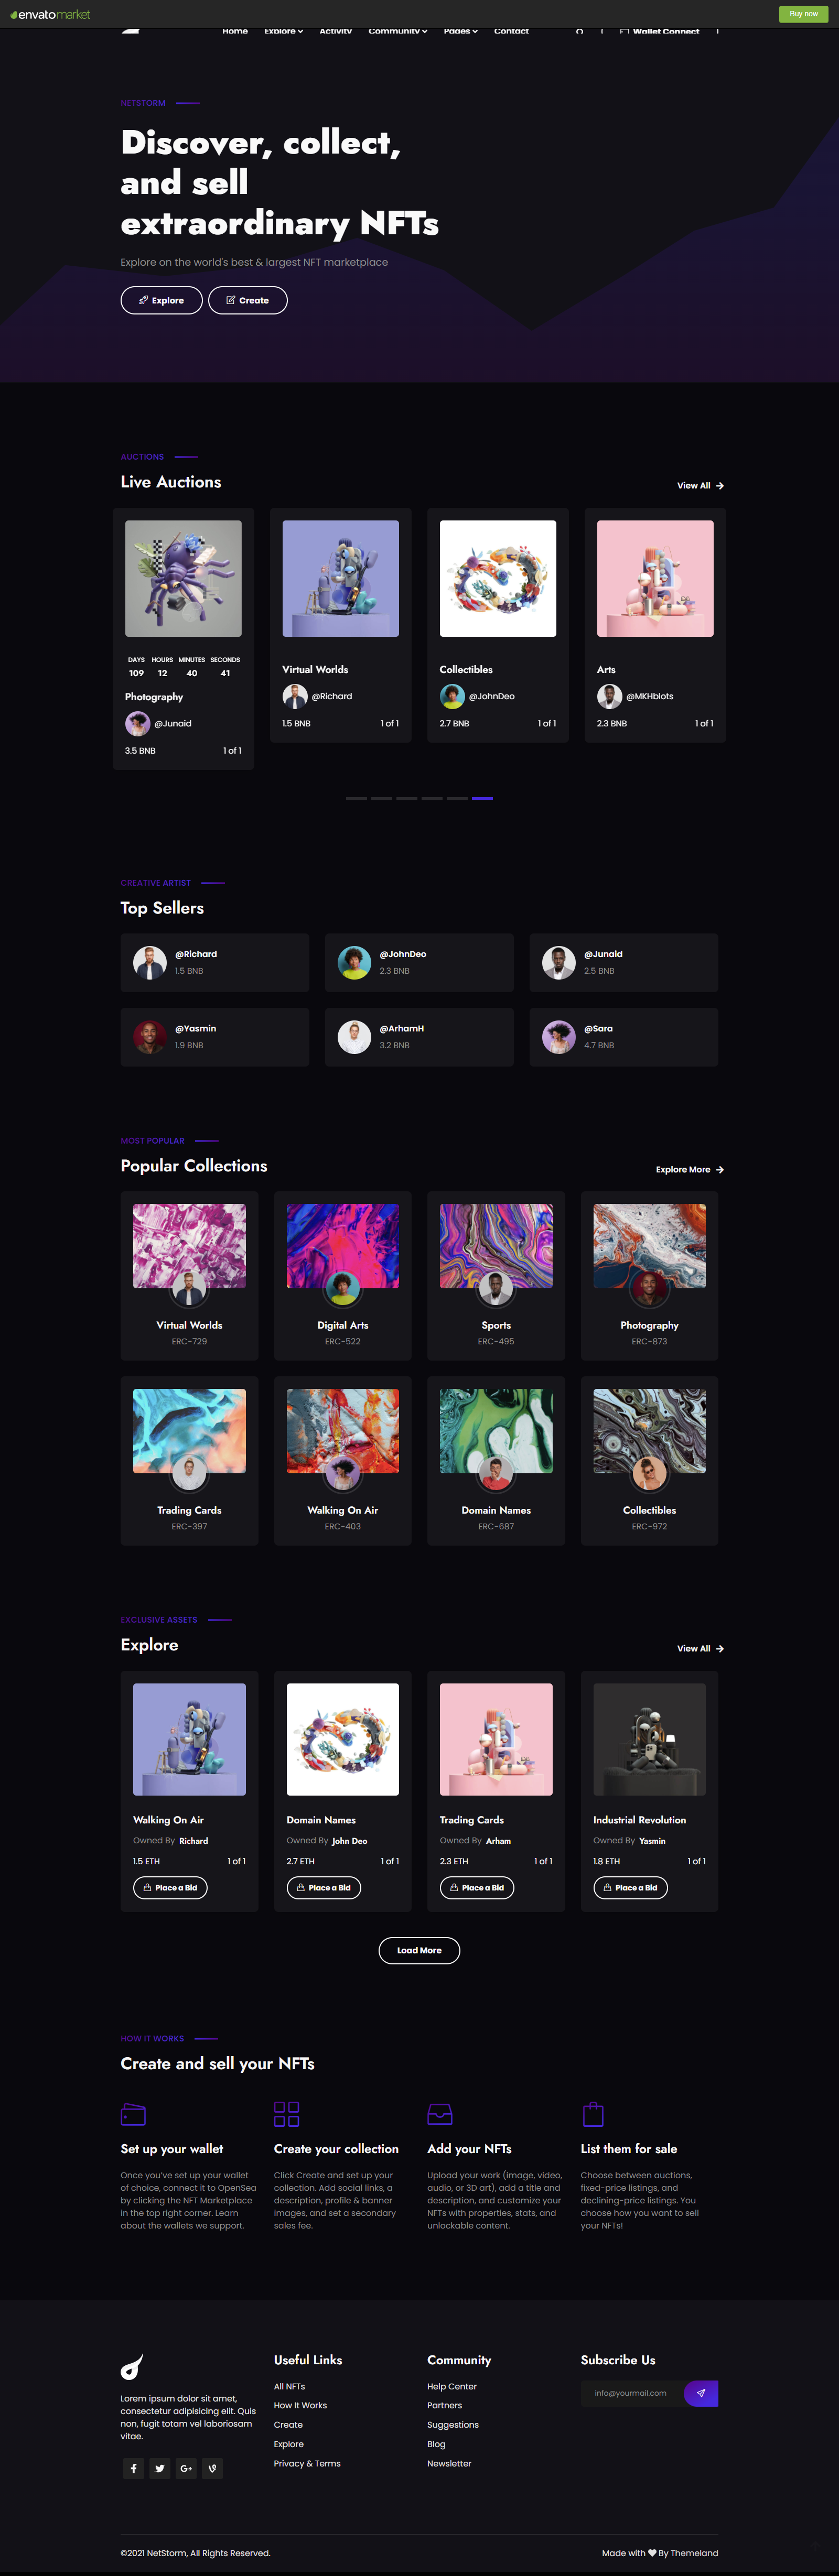 envatomarket
Buy now
Home Explore Activity Community Pages Contact
Wallet Connect
NETSTORM
Discover, collect,
and sell
extraordinary NFTs
Explore on the world's best & largest NFT marketplace
Explore Create
AUCTIONS
Live Auctions
View All
DAYS HOURS MINUTES SECONDS
109 12 40 41
Photography
@Junaid
3.5 BNB 1 of 1
Virtual Worlds
@Richard
1.5 BNB 1 of 1
Collectibles
@JohnDeo
2.7 BNB 1 of 1
Arts
@MKHblots
2.3 BNB 1 of 1
CREATIVE ARTIST
Top Sellers
@Richard
1.5 BNB
@JohnDeo
2.3 BNB
@Junaid
2.5 BNB
@Yasmin
1.9 BNB
@ArhamH
3.2 BNB
@Sara
4.7 BNB
MOST POPULAR
Popular Collections
Explore More
Virtual Worlds
ERC-729
Digital Arts
ERC-522
Sports
ERC-495
Photography
ERC-873
Trading Cards
ERC-397
Walking On Air
ERC-403
Domain Names
ERC-687
Collectibles
ERC-972
EXCLUSIVE ASSETS
Explore
View All
Walking On Air
Owned By Richard
1.5 ETH 1 of 1
Place a Bid
Domain Names
Owned By John Deo
2.7 ETH 1 of 1
Place a Bid
Trading Cards
Owned By Arham
2.3 ETH 1 of 1
Place a Bid
Industrial Revolution
Owned By Yasmin
1.8 ETH 1 of 1
Place a Bid
Load More
HOW IT WORKS
Create and sell your NFTs
Set up your wallet
Once you've set up your wallet
of choice, connect it to OpenSea
by clicking the NFT Marketplace
in the top right corner. Learn
about the wallets we support.
Create your collection
Click Create and set up your
collection. Add social links, a
description, profile & banner
images, and set a secondary
sales fee.
Add your NFTs
Upload your work (image, video,
audio, or 3D art), add a title and
description, and customize your
NFTs with properties, stats, and
unlockable content.
List them for sale
Choose between auctions,
fixed-price listings, and
declining-price listings. You
choose how you want to sell
your NFTs!
Lorem ipsum dolor sit amet,
consectetur adipisicing elit. Quis
non, fugit totam vel laboriosam
vitae.
Useful Links
All NFTs
How It Works
Create
Explore
Privacy & Terms
Community
Help Center
Partners
Suggestions
Blog
Newsletter
Subscribe Us
info@yourmail.com
©2021 NetStorm, All Rights Reserved.
Made with By Themeland